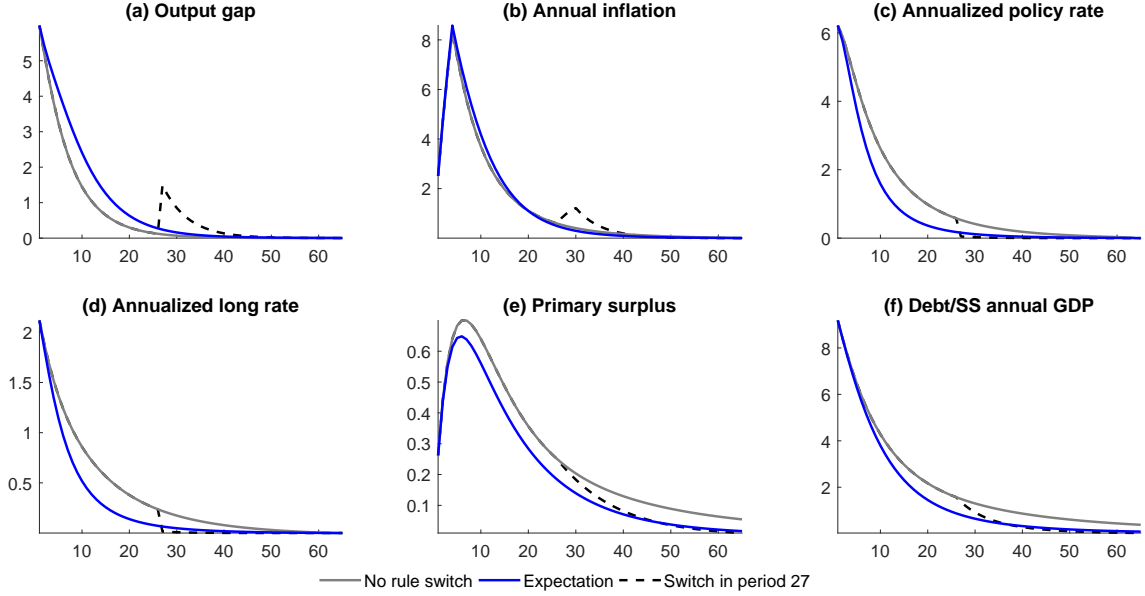 (a) Output gap
(b) Annual inflation
(c) Annualized policy rate
5
4
3
2
1
0
10 20 30 40 50 60
8
6
4
2
10 20 30 40 50 60
6
4
2
0
10 20 30 40 50 60
(d) Annualized long rate
(e) Primary surplus
(f) Debt/SS annual GDP
2
1.5
1
0.5
10 20 30 40 50 60
0.6
0.5
0.4
0.3
0.2
0.1
10 20 30 40 50 60
8
6
4
2
10 20 30 40 50 60
No rule switch Expectation Switch in period 27